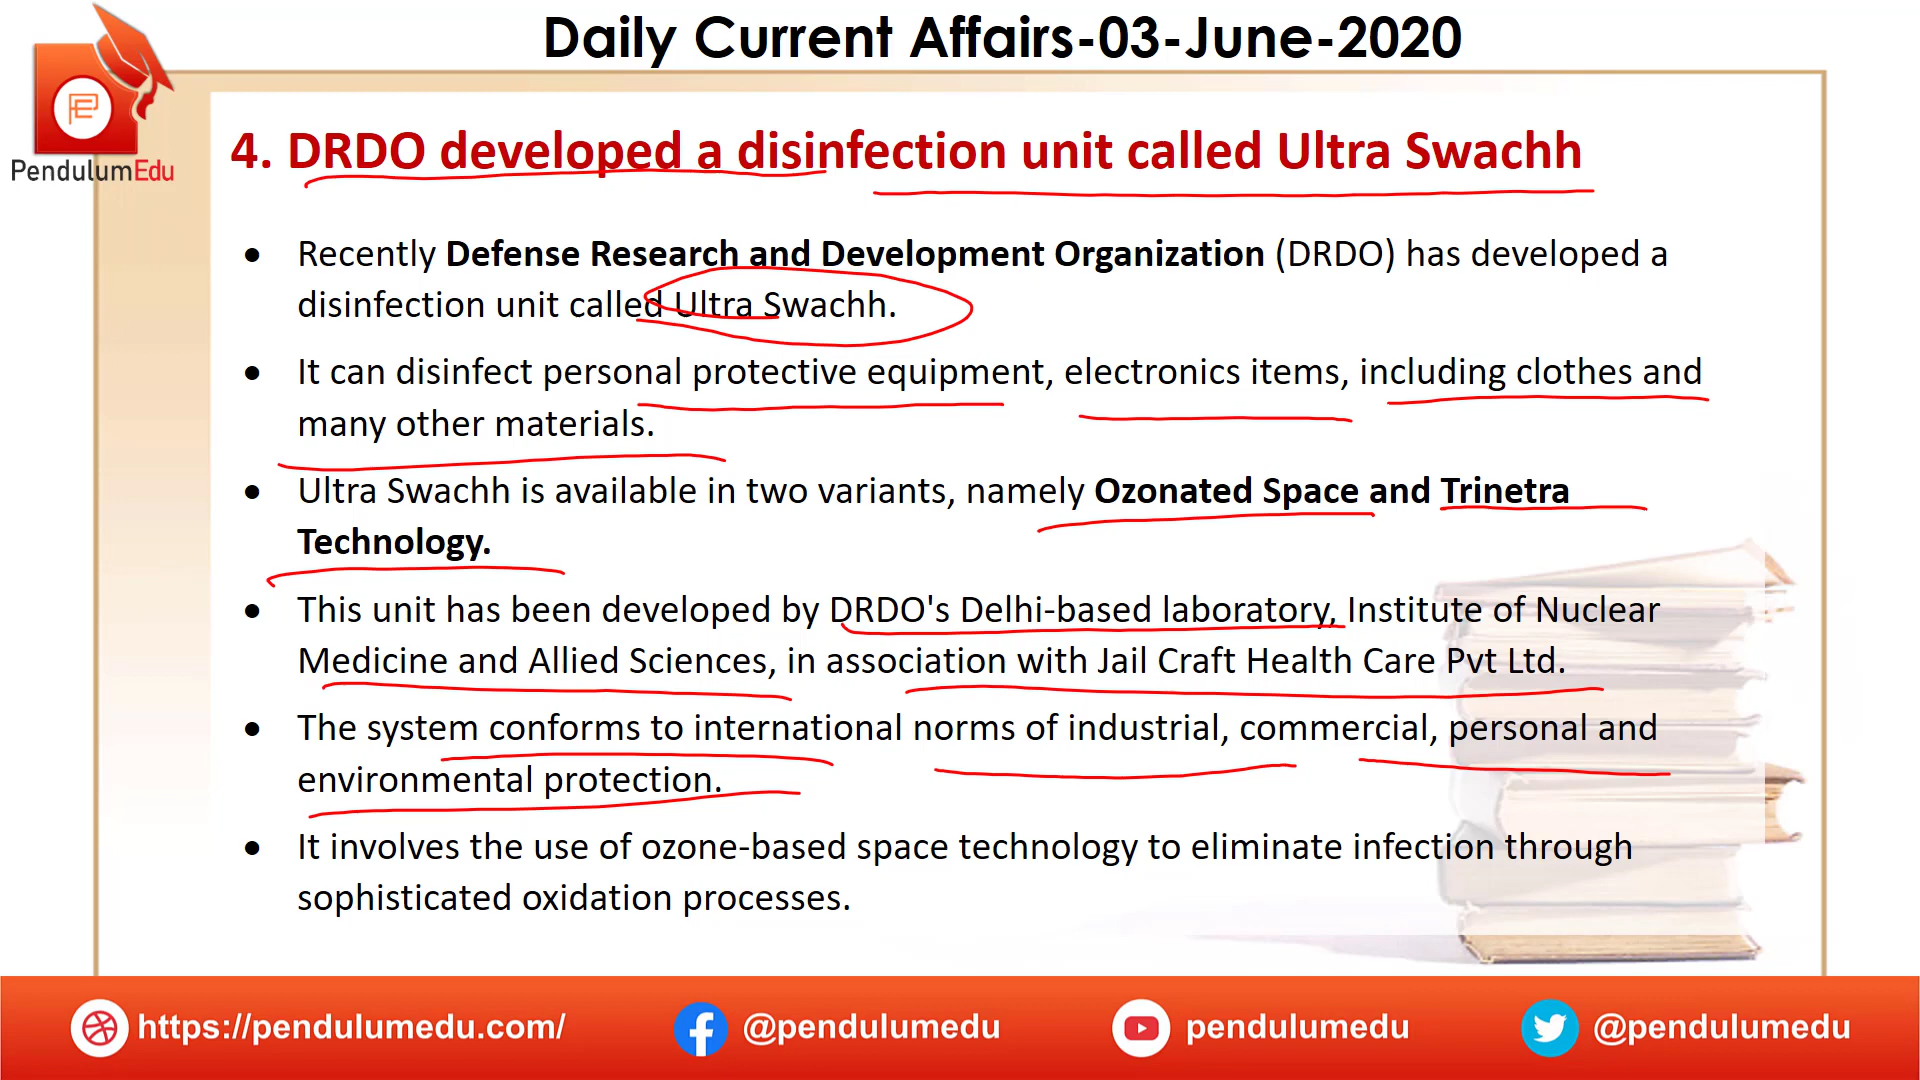 Daily Current Affairs-03-June-2020
PendulumEdu
4. DRDO developed a disinfection unit called Ultra Swachh
• Recently Defense Research and Development Organization (DRDO) has developed a
disinfection unit called Ultra Swachh.
• It can disinfect personal protective equipment, electronics items, including clothes and
many other materials.
• Ultra Swachh is available in two variants, namely Ozonated Space and Trinetra
Technology.
• This unit has been developed by DRDO's Delhi-based laboratory, Institute of Nuclear
Medicine and Allied Sciences, in association with Jail Craft Health Care Pvt Ltd.
• The system conforms to international norms of industrial, commercial, personal and
environmental protection.
• It involves the use of ozone-based space technology to eliminate infection through
sophisticated oxidation processes.
https://pendulumedu.com/ @pendulumedu pendulumedu @pendulumedu